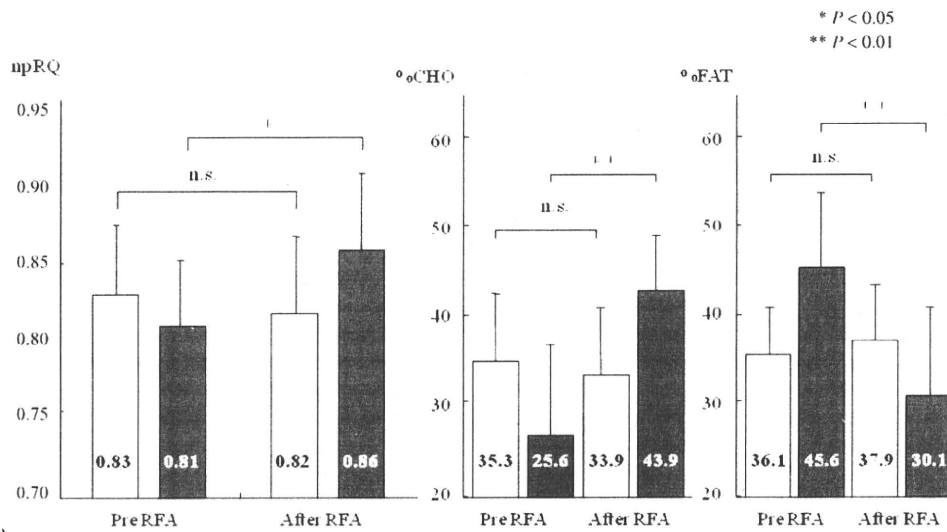 * P < 0.05
** P < 0.01
npRQ
%CHO
%FAT
0.95
0.90
0.85
0.80
0.75
0.70
n.s.
0.83
0.81
0.82
0.86
Pre RFA
After RFA
60
50
40
30
20
n.s.
35.3
25.6
33.9
43.9
Pre RFA
After RFA
60
50
40
30
20
n.s.
36.1
45.6
37.9
30.1
Pre RFA
After RFA